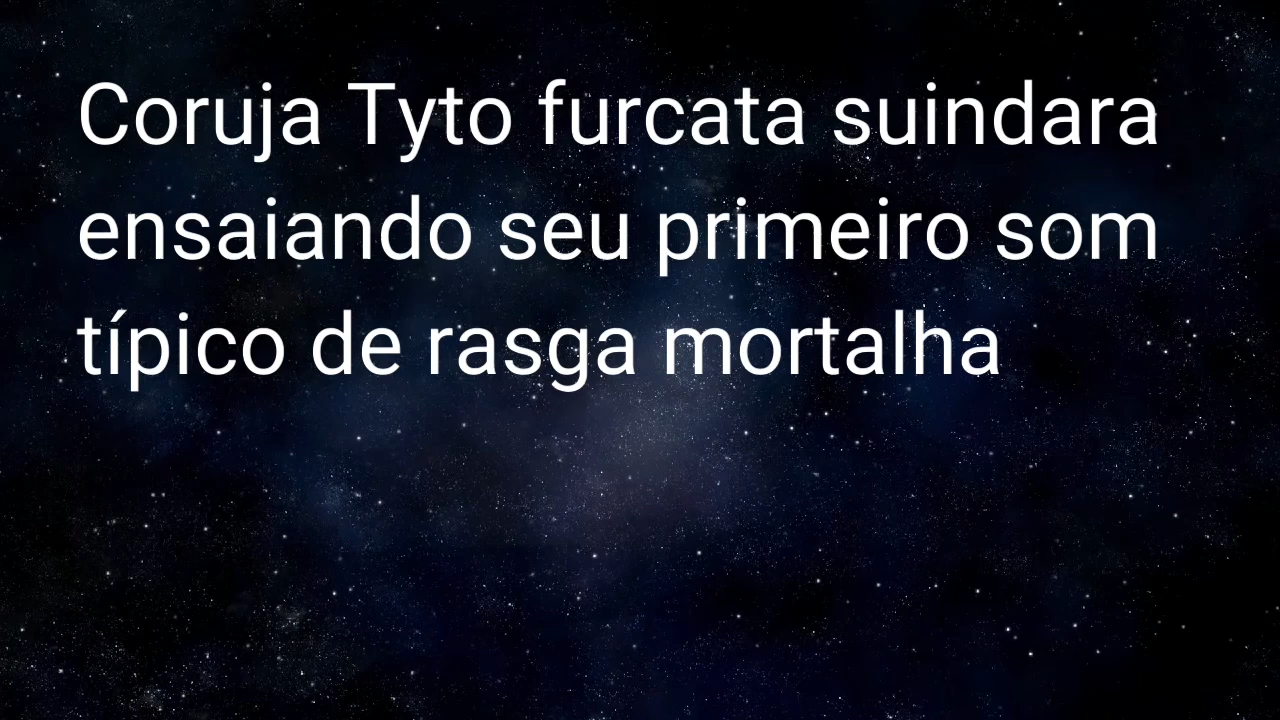 Coruja Tyto furcata suindara
ensaiando seu primeiro som
típico de rasga mortalha